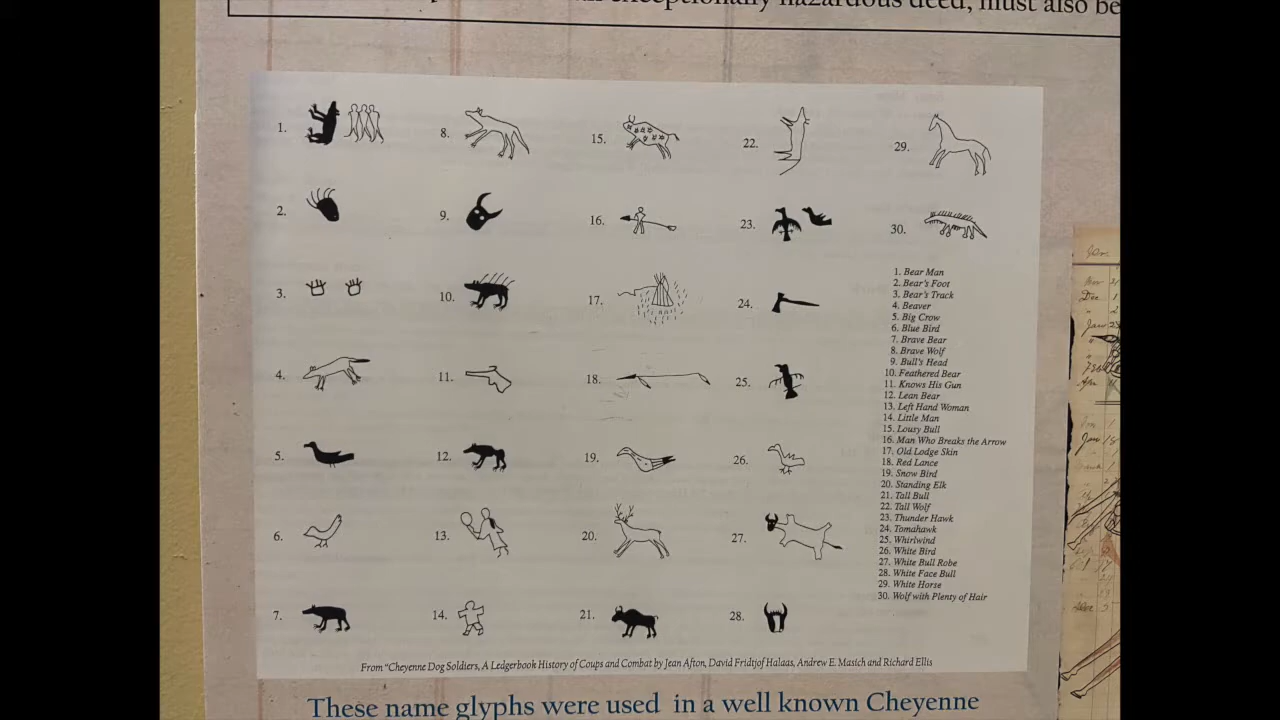 exceptionally hazardous deed, must also be
1.
2.
3.
4.
5.
6.
7.
8.
9.
10.
11.
12.
13.
14.
15.
16.
17.
18.
19.
20.
21.
22.
23.
24.
25.
26.
27.
28.
29.
30.
1. Bear Man
2. Bear's Foot
3. Bear's Track
4. Beaver
5. Big Crow
6. Blue Bird
7. Brave Bear
8. Brave Wolf
9. Bull's Head
10. Feathered Bear
11. Knows His Gun
12. Lean Bear
13. Left Hand Woman
14. Little Man
15. Lousy Bull
16. Man Who Breaks the Arrow
17. Old Lodge Skin
18. Red Lance
19. Snow Bird
20. Standing Elk
21. Tall Bull
22. Tall Wolf
23. Thunder Hawk
24. Tomahawk
25. Whirlwind
26. White Bird
27. White Bull Robe
28. White Face Bull
29. White Horse
30. Wolf with Plenty of Hair
From "Cheyenne Dog Soldiers, A Ledgerbook History of Coups and Combat by Jean Afton, David Fridtjof Halaas, Andrew E. Masich and Richard Ellis
These name glyphs were used in a well known Cheyenne